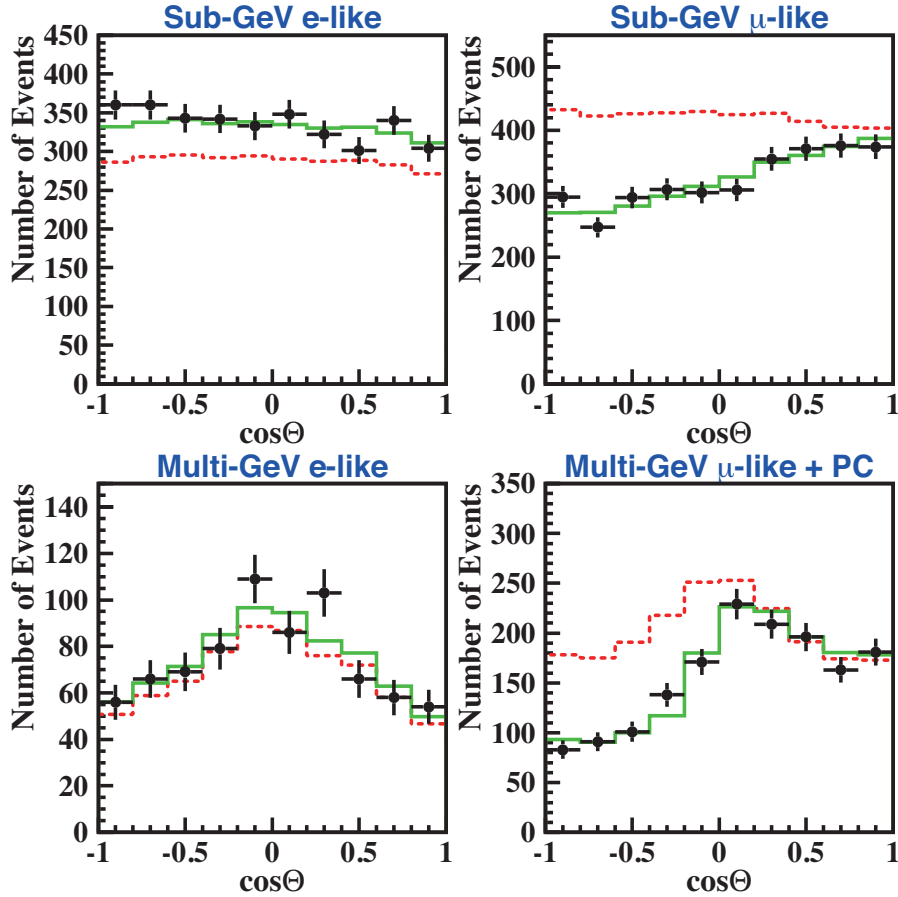 Sub-GeV e-like
Number of Events
450
400
350
300
250
200
150
100
50
0
-1 -0.5 0 0.5 1
cosΘ
Sub-GeV μ-like
Number of Events
500
400
300
200
100
0
-1 -0.5 0 0.5 1
cosΘ
Multi-GeV e-like
Number of Events
140
120
100
80
60
40
20
0
-1 -0.5 0 0.5 1
cosΘ
Multi-GeV μ-like + PC
Number of Events
350
300
250
200
150
100
50
0
-1 -0.5 0 0.5 1
cosΘ